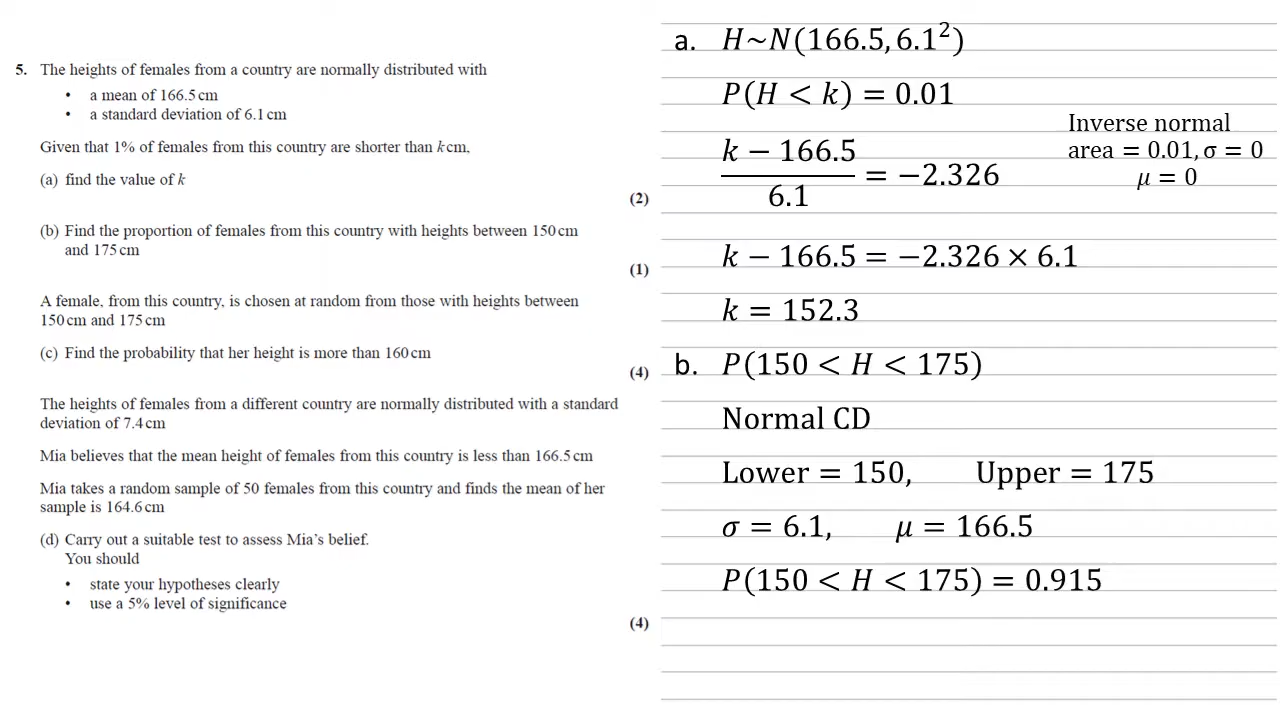 5. The heights of females from a country are normally distributed with
• a mean of 166.5 cm
• a standard deviation of 6.1 cm
Given that 1% of females from this country are shorter than k cm,
(a) find the value of k
(2)
(b) Find the proportion of females from this country with heights between 150 cm
and 175 cm
(1)
A female, from this country, is chosen at random from those with heights between
150 cm and 175 cm
(c) Find the probability that her height is more than 160 cm
(4)
The heights of females from a different country are normally distributed with a standard
deviation of 7.4 cm
Mia believes that the mean height of females from this country is less than 166.5 cm
Mia takes a random sample of 50 females from this country and finds the mean of her
sample is 164.6 cm
(d) Carry out a suitable test to assess Mia's belief.
You should
• state your hypotheses clearly
• use a 5% level of significance
(4)
a. H~N(166.5, 6.1²)
P(H < k) = 0.01
(k − 166.5)/6.1 = −2.326
Inverse normal
area = 0.01, σ = 0
μ = 0
k − 166.5 = −2.326 × 6.1
k = 152.3
b. P(150 < H < 175)
Normal CD
Lower = 150, Upper = 175
σ = 6.1, μ = 166.5
P(150 < H < 175) = 0.915